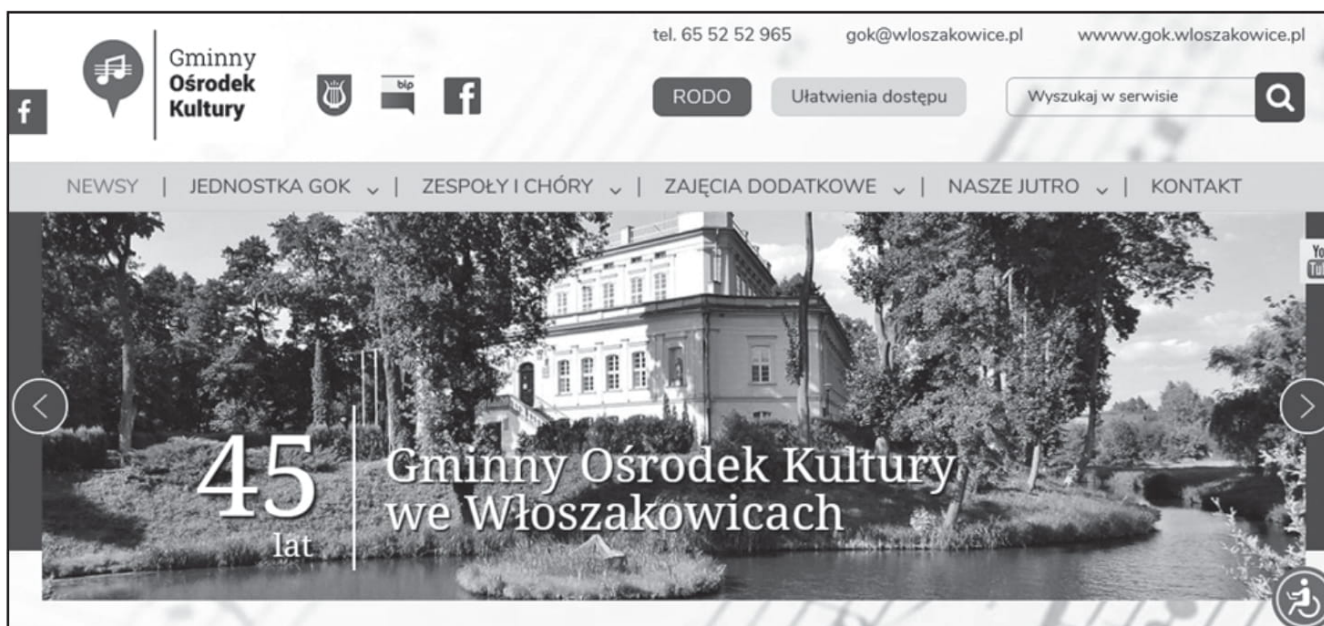 tel. 65 52 52 965
gok@wloszakowice.pl
wwww.gok.wloszakowice.pl
Gminny
Ośrodek
Kultury
bip
f
f
RODO
Ułatwienia dostępu
Wyszukaj w serwisie
NEWSY | JEDNOSTKA GOK | ZESPOŁY I CHÓRY | ZAJĘCIA DODATKOWE | NASZE JUTRO | KONTAKT
45
lat
Gminny Ośrodek Kultury
we Włoszakowicach